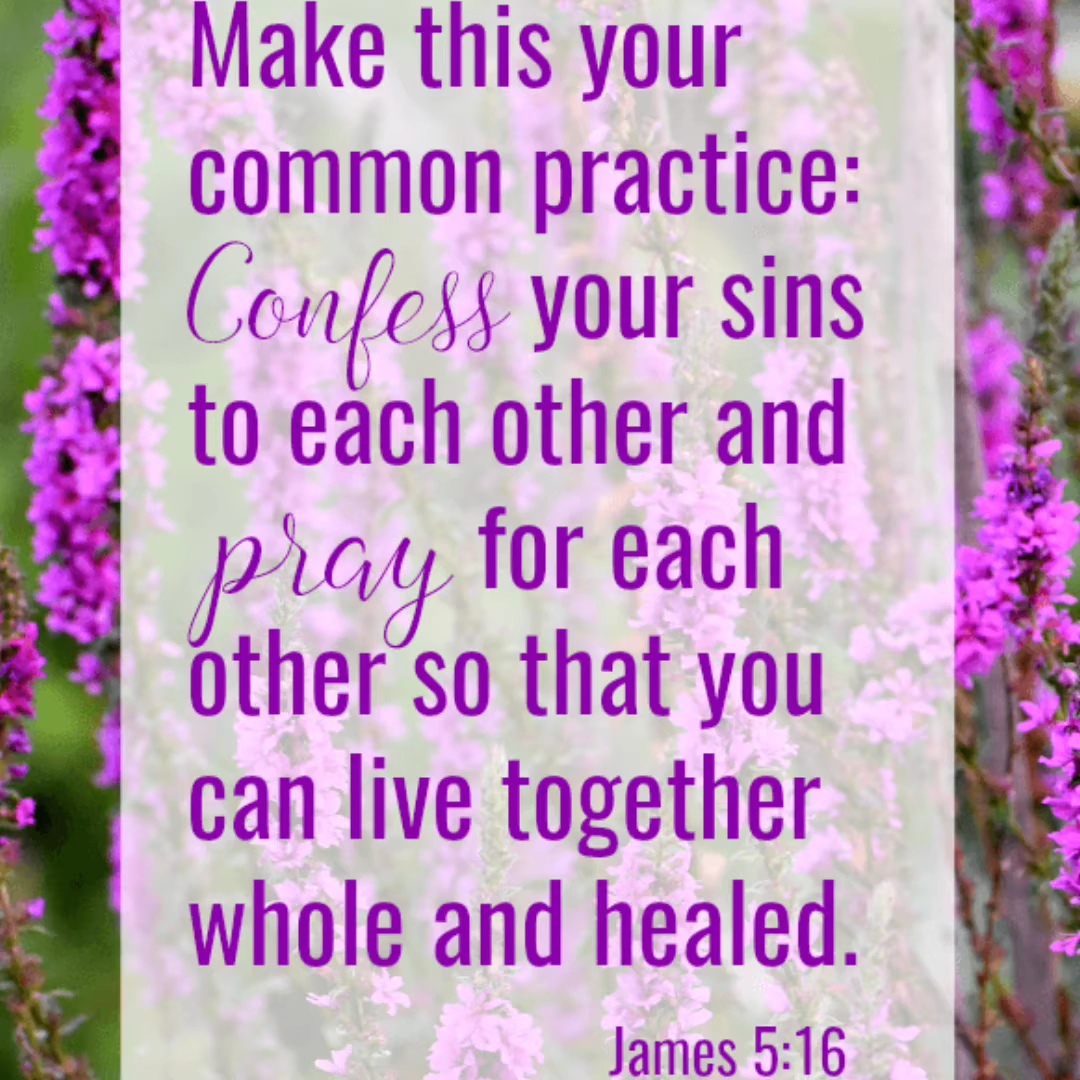 Make this your
common practice:
Confess your sins
to each other and
pray for each
other so that you
can live together
whole and healed.
James 5:16